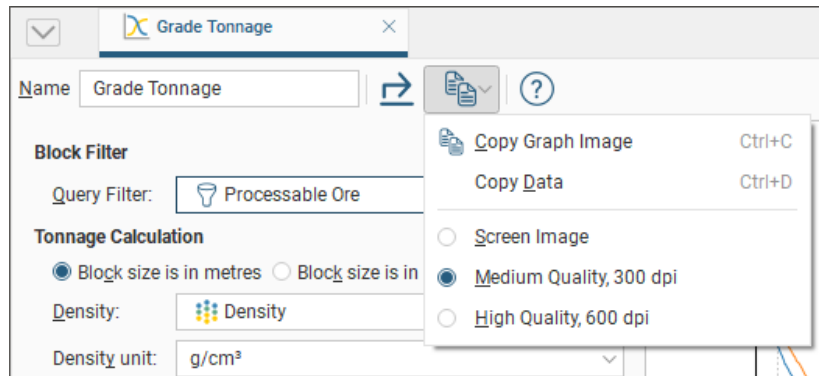 Grade Tonnage
Name Grade Tonnage
?
Copy Graph Image Ctrl+C
Copy Data Ctrl+D
Screen Image
Medium Quality, 300 dpi
High Quality, 600 dpi
Block Filter
Query Filter: Processable Ore
Tonnage Calculation
Block size is in metres Block size is in
Density: Density
Density unit: g/cm³